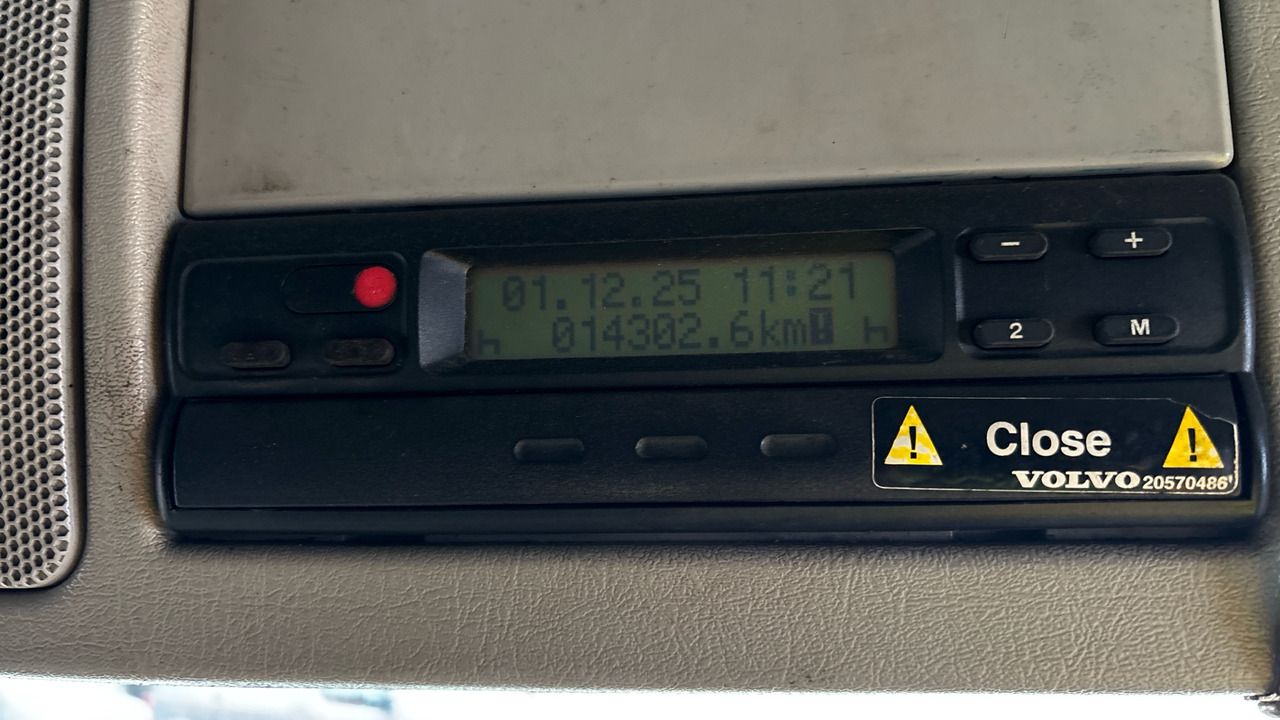 01.12.25 11:21
014302.6km!
− +
2 M
! Close !
VOLVO 20570486